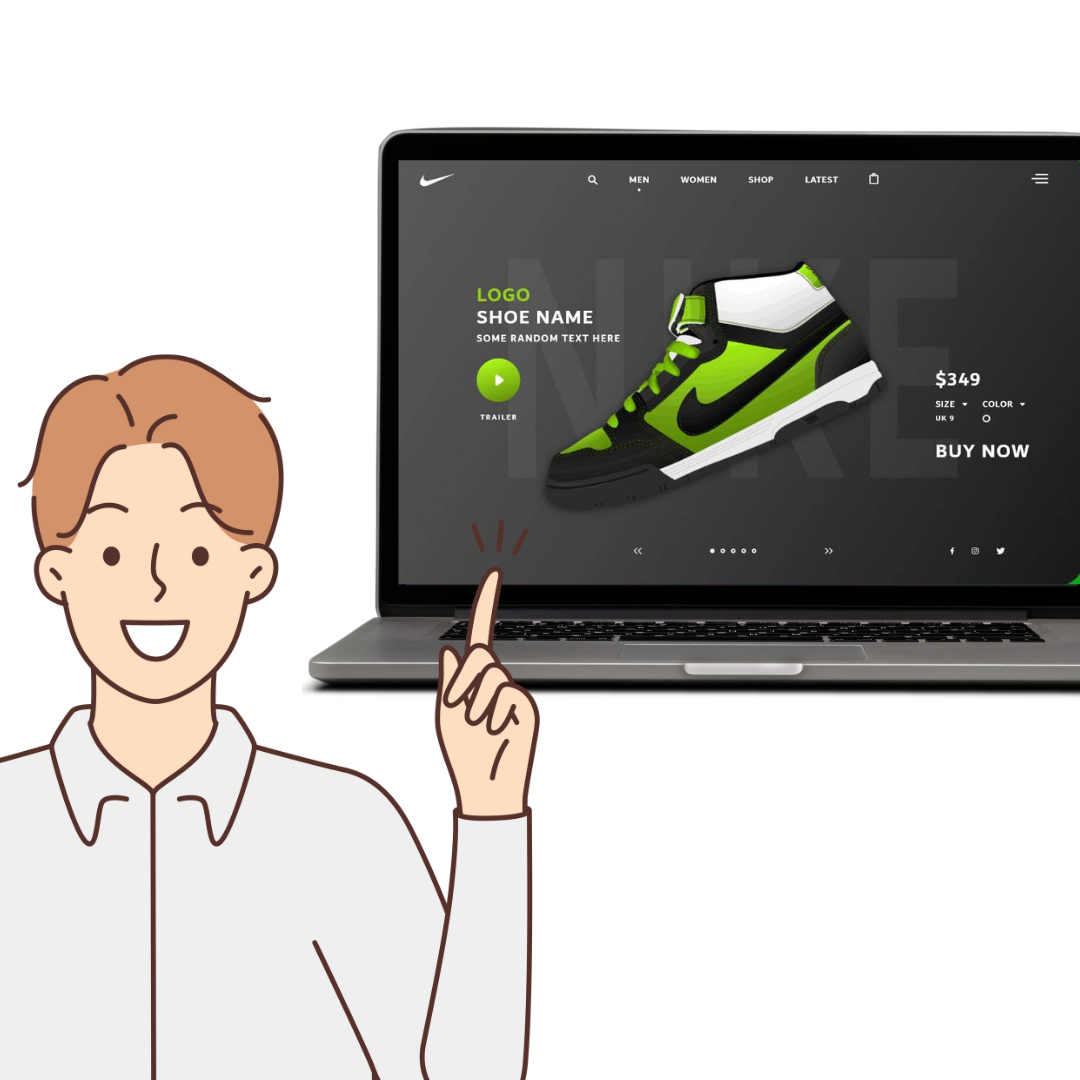 MEN WOMEN SHOP LATEST
NIKE
LOGO
SHOE NAME
SOME RANDOM TEXT HERE
TRAILER
$349
SIZE COLOR
UK 9
BUY NOW